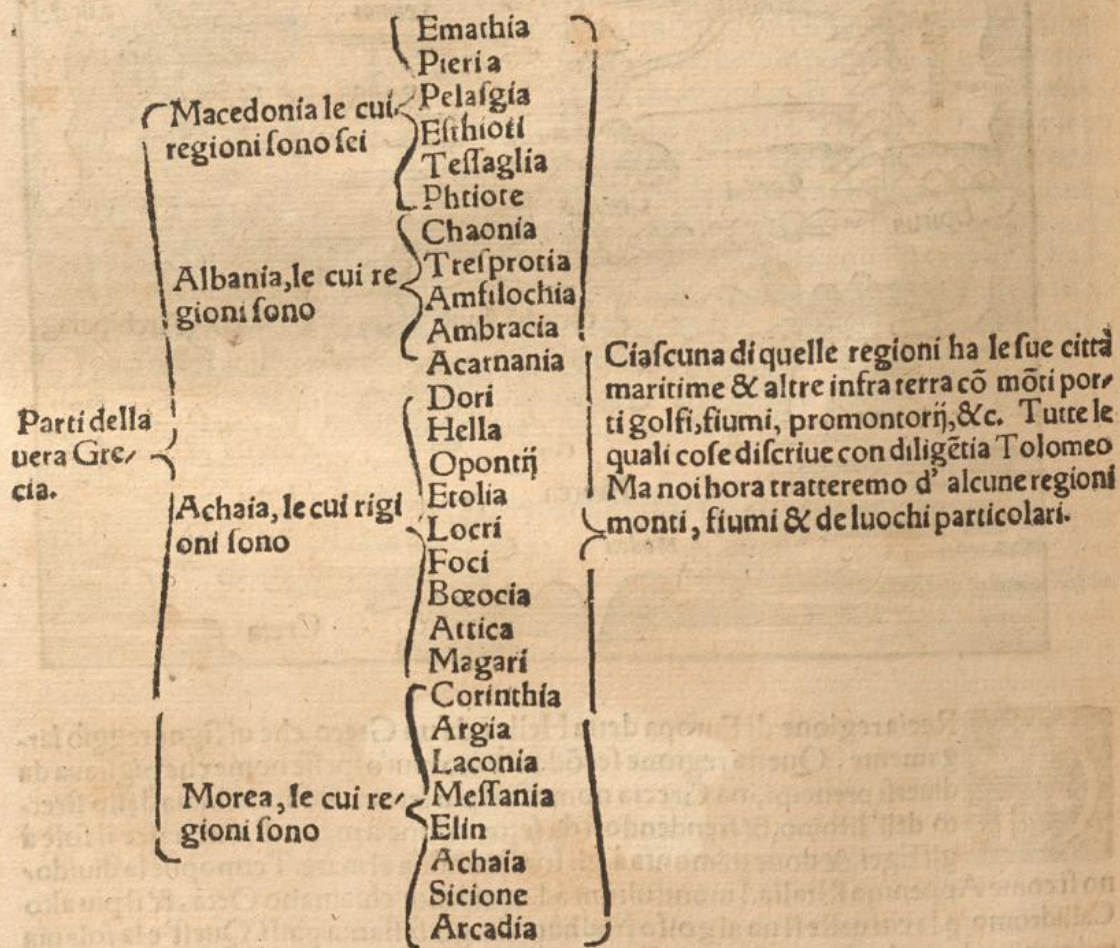 Parti della
uera Gre/
cia.
Macedonia le cui
regioni ſono ſei
Emathia
Pieria
Pelaſgia
Eſthioti
Teſſaglia
Phtiote
Albania, le cui re
gioni ſono
Chaonia
Treſprotia
Amfilochia
Ambracia
Acarnania
Achaia, le cui rigi
oni ſono
Dori
Hella
Opontĳ
Etolia
Locri
Foci
Bœocia
Attica
Magari
Morea, le cui re/
gioni ſono
Corinthia
Argia
Laconia
Meſſania
Elin
Achaia
Sicione
Arcadia
Ciaſcuna di quelle regioni ha le ſue città
maritime & altre infra terra cō mōti por/
ti golfi, fiumi, promontorĳ, &c. Tutte le
quali coſe diſcriue con diligētia Tolomeo
Ma noi hora tratteremo d' alcune regioni
monti, fiumi & de luochi particolari.